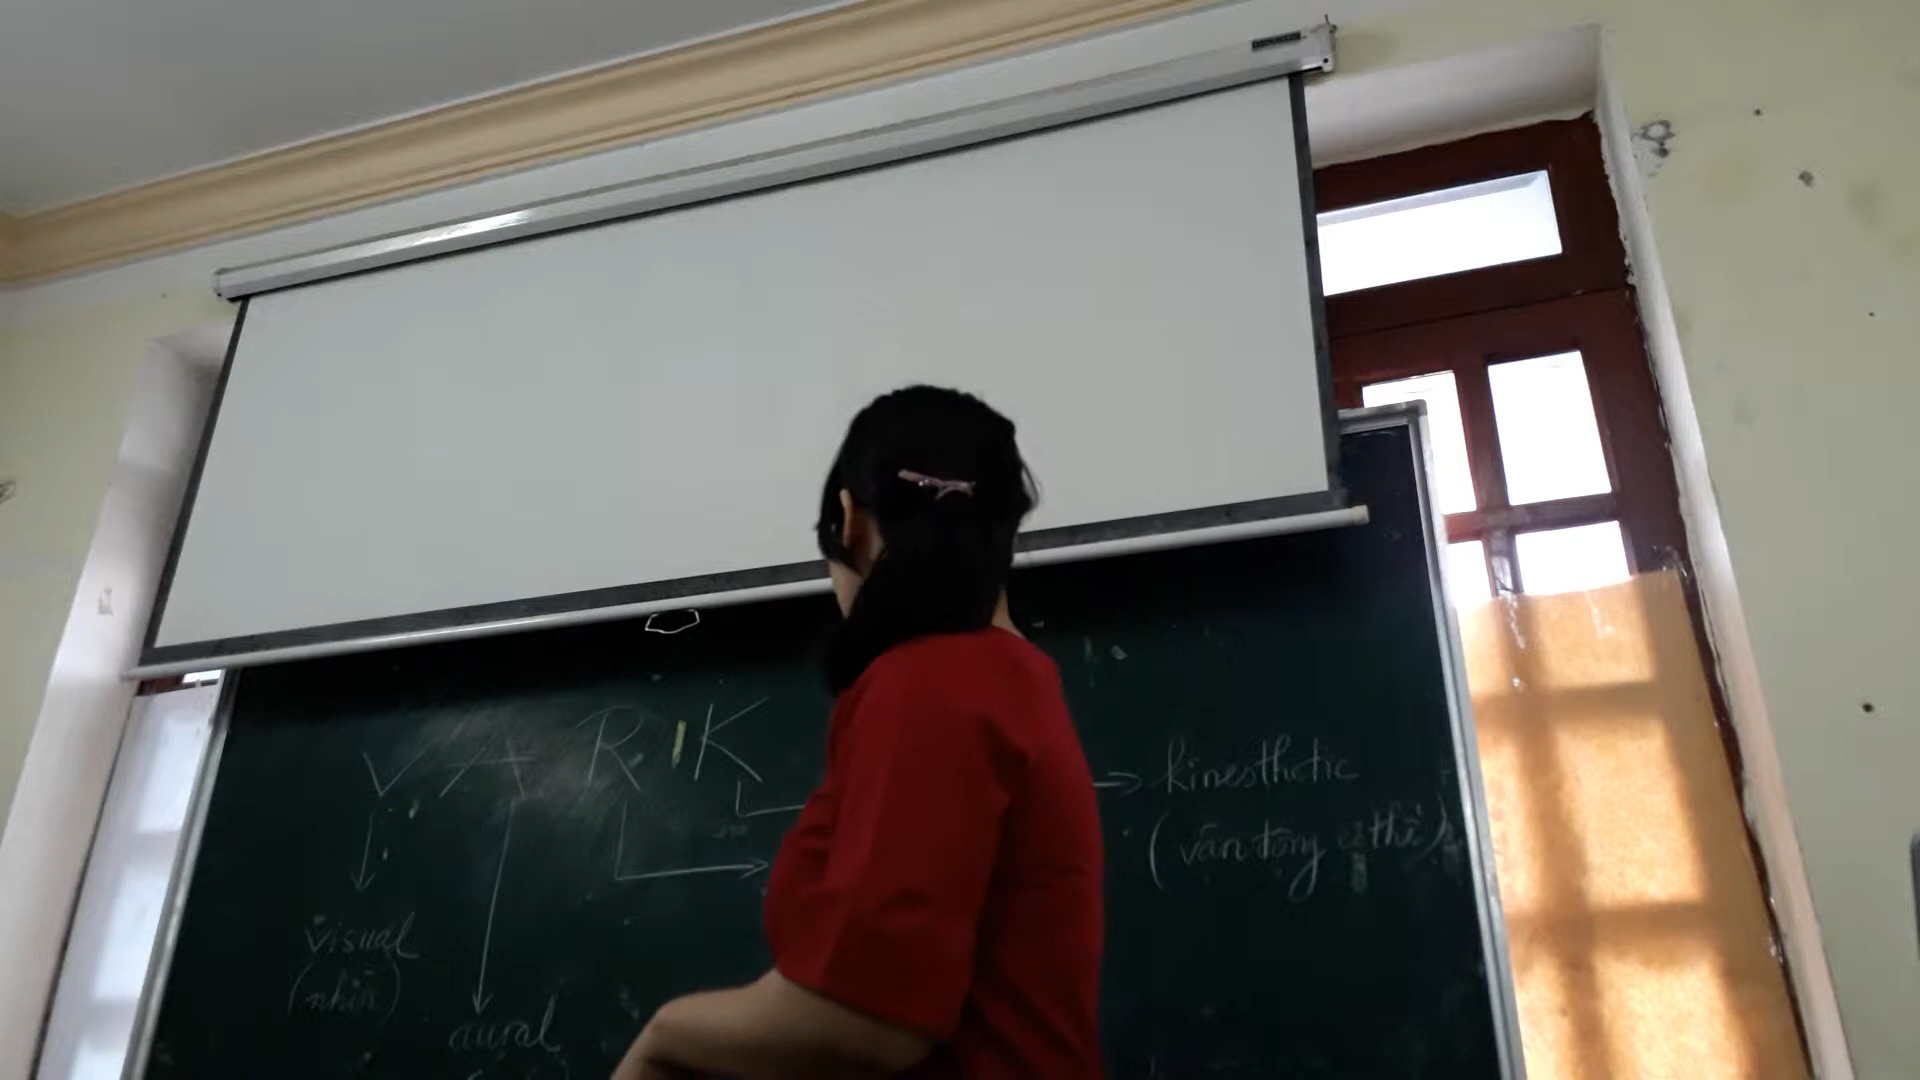 V A R K
kinesthetic
(vận động cơ thể)
visual
(nhìn)
aural